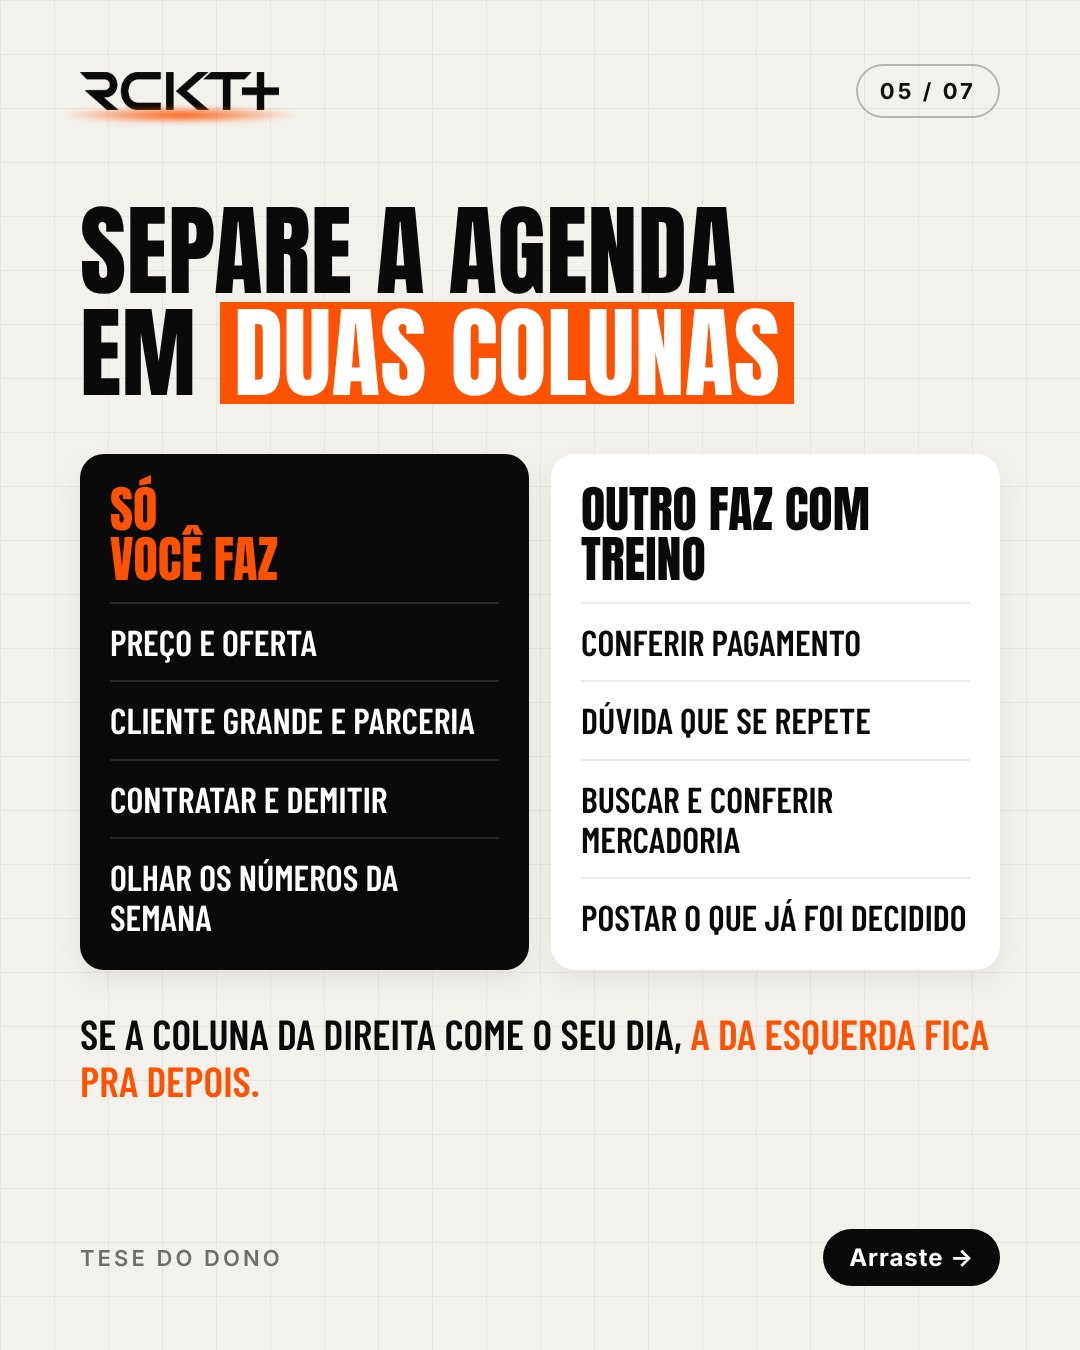 RCKT+
05 / 07
SEPARE A AGENDA
EM DUAS COLUNAS
SÓ
VOCÊ FAZ
PREÇO E OFERTA
CLIENTE GRANDE E PARCERIA
CONTRATAR E DEMITIR
OLHAR OS NÚMEROS DA
SEMANA
OUTRO FAZ COM
TREINO
CONFERIR PAGAMENTO
DÚVIDA QUE SE REPETE
BUSCAR E CONFERIR
MERCADORIA
POSTAR O QUE JÁ FOI DECIDIDO
SE A COLUNA DA DIREITA COME O SEU DIA, A DA ESQUERDA FICA
PRA DEPOIS.
TESE DO DONO
Arraste →